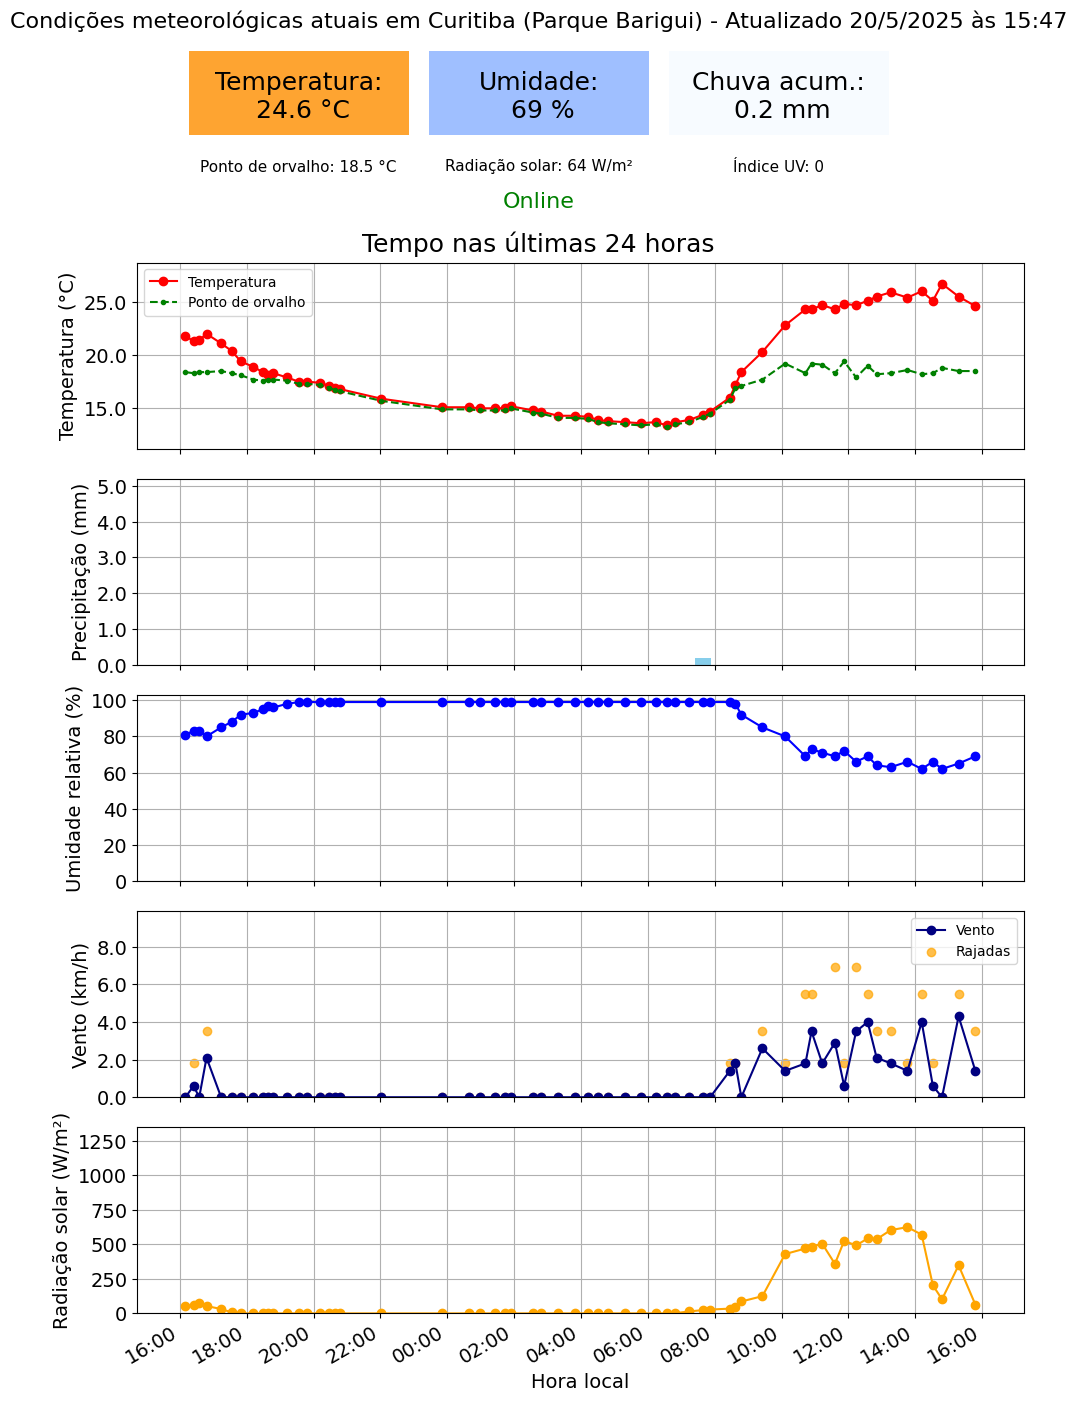 Condições meteorológicas atuais em Curitiba (Parque Barigui) - Atualizado 20/5/2025 às 15:47
Temperatura:
24.6 °C
Umidade:
69 %
Chuva acum.:
0.2 mm
Ponto de orvalho: 18.5 °C
Radiação solar: 64 W/m²
Índice UV: 0
Online
Tempo nas últimas 24 horas
Temperatura (°C)
25.0
20.0
15.0
Temperatura
Ponto de orvalho
Precipitação (mm)
5.0
4.0
3.0
2.0
1.0
0.0
Umidade relativa (%)
100
80
60
40
20
0
Vento (km/h)
8.0
6.0
4.0
2.0
0.0
Vento
Rajadas
Radiação solar (W/m²)
1250
1000
750
500
250
0
16:00
18:00
20:00
22:00
00:00
02:00
04:00
06:00
08:00
10:00
12:00
14:00
16:00
Hora local